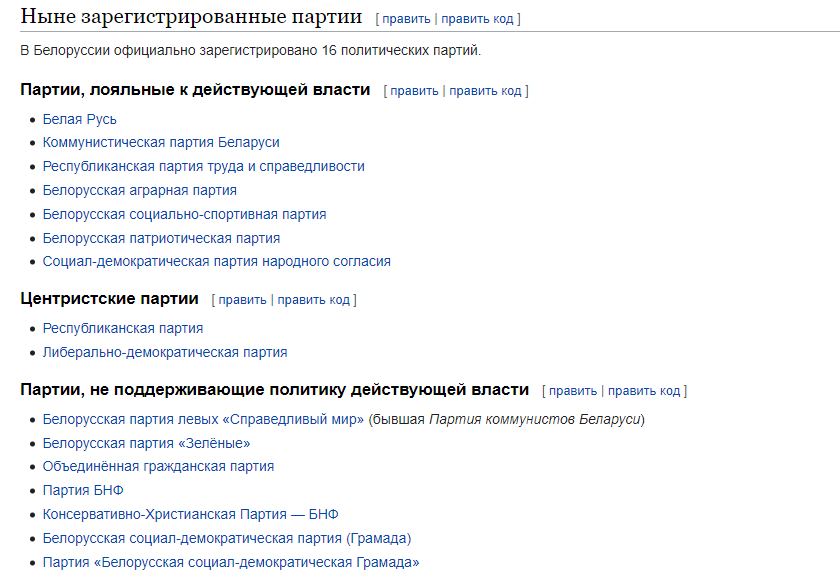 Ныне зарегистрированные партии [ править | править код ]
В Белоруссии официально зарегистрировано 16 политических партий.
Партии, лояльные к действующей власти [ править | править код ]
Белая Русь
Коммунистическая партия Беларуси
Республиканская партия труда и справедливости
Белорусская аграрная партия
Белорусская социально-спортивная партия
Белорусская патриотическая партия
Социал-демократическая партия народного согласия
Центристские партии [ править | править код ]
Республиканская партия
Либерально-демократическая партия
Партии, не поддерживающие политику действующей власти [ править | править код ]
Белорусская партия левых «Справедливый мир» (бывшая Партия коммунистов Беларуси)
Белорусская партия «Зелёные»
Объединённая гражданская партия
Партия БНФ
Консервативно-Христианская Партия — БНФ
Белорусская социал-демократическая партия (Грамада)
Партия «Белорусская социал-демократическая Грамада»